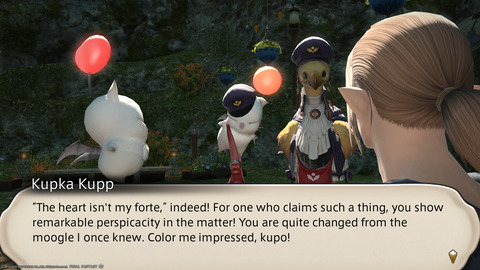 Kupka Kupp
"The heart isn't my forte," indeed! For one who claims such a thing, you show
remarkable perspicacity in the matter! You are quite changed from the
moogle I once knew. Color me impressed, kupo!